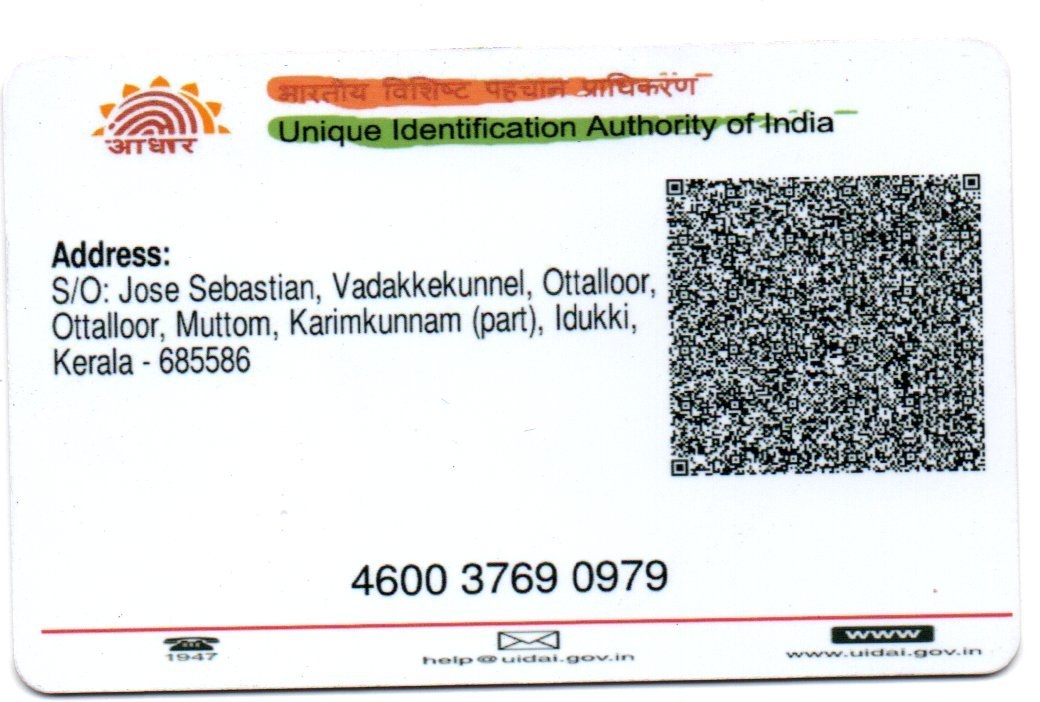 आधार
भारतीय विशिष्ट पहचान प्राधिकरण
Unique Identification Authority of India
Address:
S/O: Jose Sebastian, Vadakkekunnel, Ottalloor,
Ottalloor, Muttom, Karimkunnam (part), Idukki,
Kerala - 685586
4600 3769 0979
1947
help@uidai.gov.in
www
www.uidai.gov.in